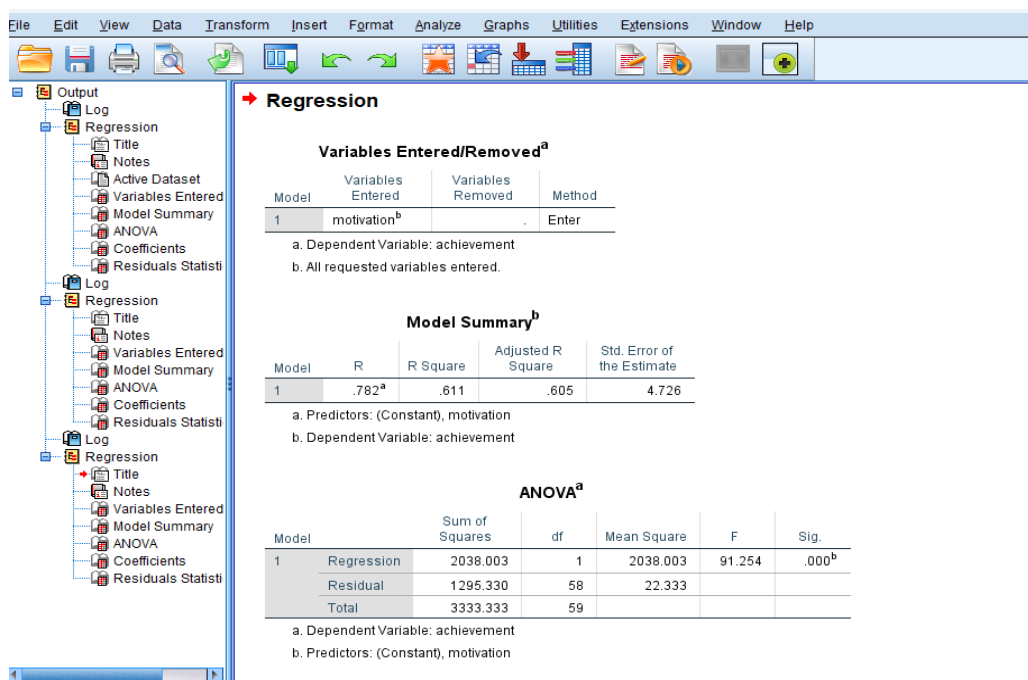 File Edit View Data Transform Insert Format Analyze Graphs Utilities Extensions Window Help
Output
Log
Regression
Title
Notes
Active Dataset
Variables Entered
Model Summary
ANOVA
Coefficients
Residuals Statisti
Log
Regression
Title
Notes
Variables Entered
Model Summary
ANOVA
Coefficients
Residuals Statisti
Log
Regression
Title
Notes
Variables Entered
Model Summary
ANOVA
Coefficients
Residuals Statisti
Regression
Variables Entered/Removedᵃ
Variables Variables
Model Entered Removed Method
1 motivationᵇ . Enter
a. Dependent Variable: achievement
b. All requested variables entered.
Model Summaryᵇ
Adjusted R Std. Error of
Model R R Square Square the Estimate
1 .782ᵃ .611 .605 4.726
a. Predictors: (Constant), motivation
b. Dependent Variable: achievement
ANOVAᵃ
Sum of
Model Squares df Mean Square F Sig.
1 Regression 2038.003 1 2038.003 91.254 .000ᵇ
Residual 1295.330 58 22.333
Total 3333.333 59
a. Dependent Variable: achievement
b. Predictors: (Constant), motivation